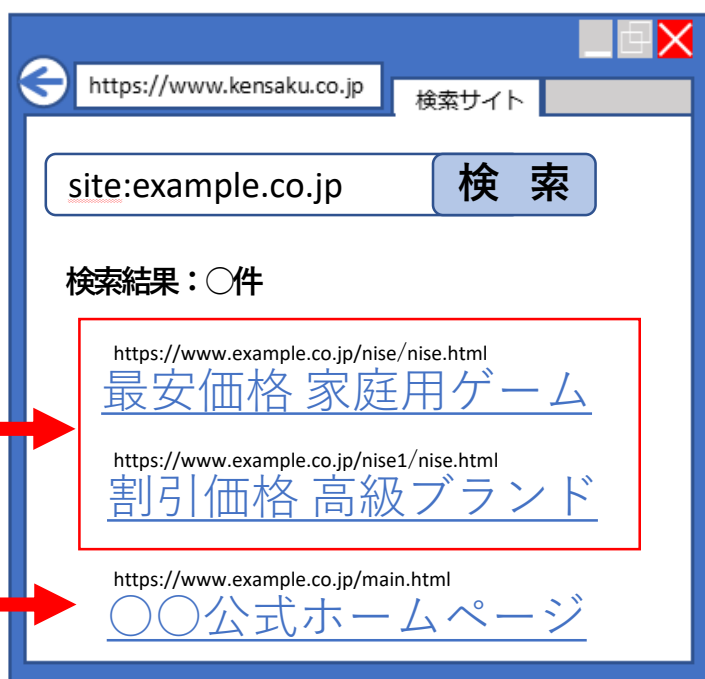 https://www.kensaku.co.jp
検索サイト
site:example.co.jp
検 索
検索結果:○件
https://www.example.co.jp/nise/nise.html
最安価格 家庭用ゲーム
https://www.example.co.jp/nise1/nise.html
割引価格 高級ブランド
https://www.example.co.jp/main.html
○○公式ホームページ